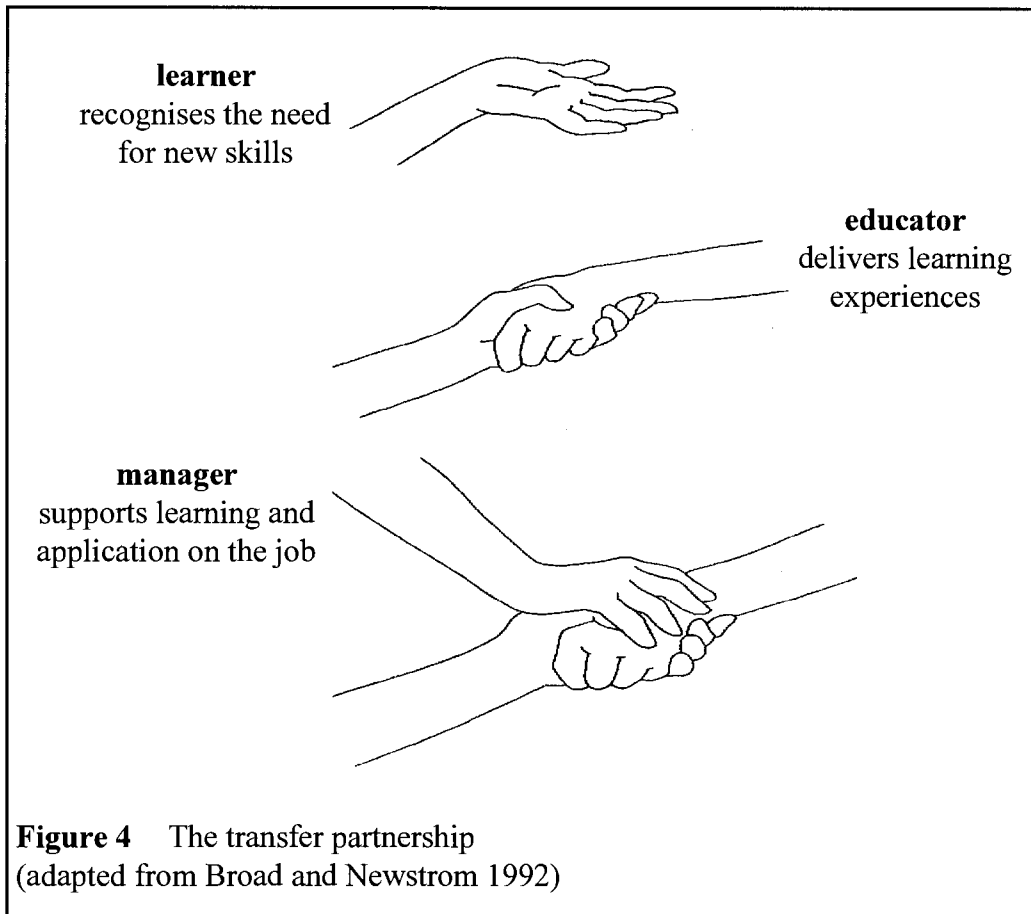 learner
recognises the need
for new skills
educator
delivers learning
experiences
manager
supports learning and
application on the job
Figure 4 The transfer partnership
(adapted from Broad and Newstrom 1992)